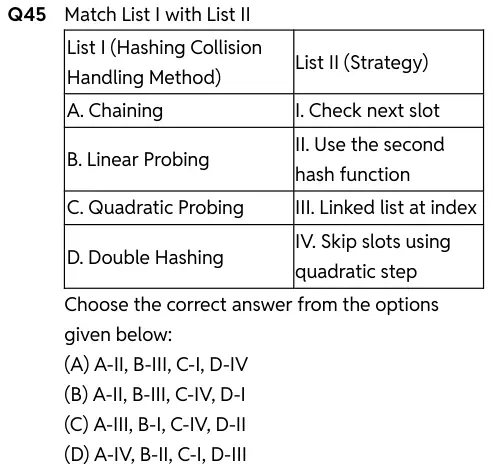 Q45 Match List I with List II
List I (Hashing Collision
Handling Method)
List II (Strategy)
A. Chaining
I. Check next slot
B. Linear Probing
II. Use the second
hash function
C. Quadratic Probing
III. Linked list at index
D. Double Hashing
IV. Skip slots using
quadratic step
Choose the correct answer from the options
given below:
(A) A-II, B-III, C-I, D-IV
(B) A-II, B-III, C-IV, D-I
(C) A-III, B-I, C-IV, D-II
(D) A-IV, B-II, C-I, D-III